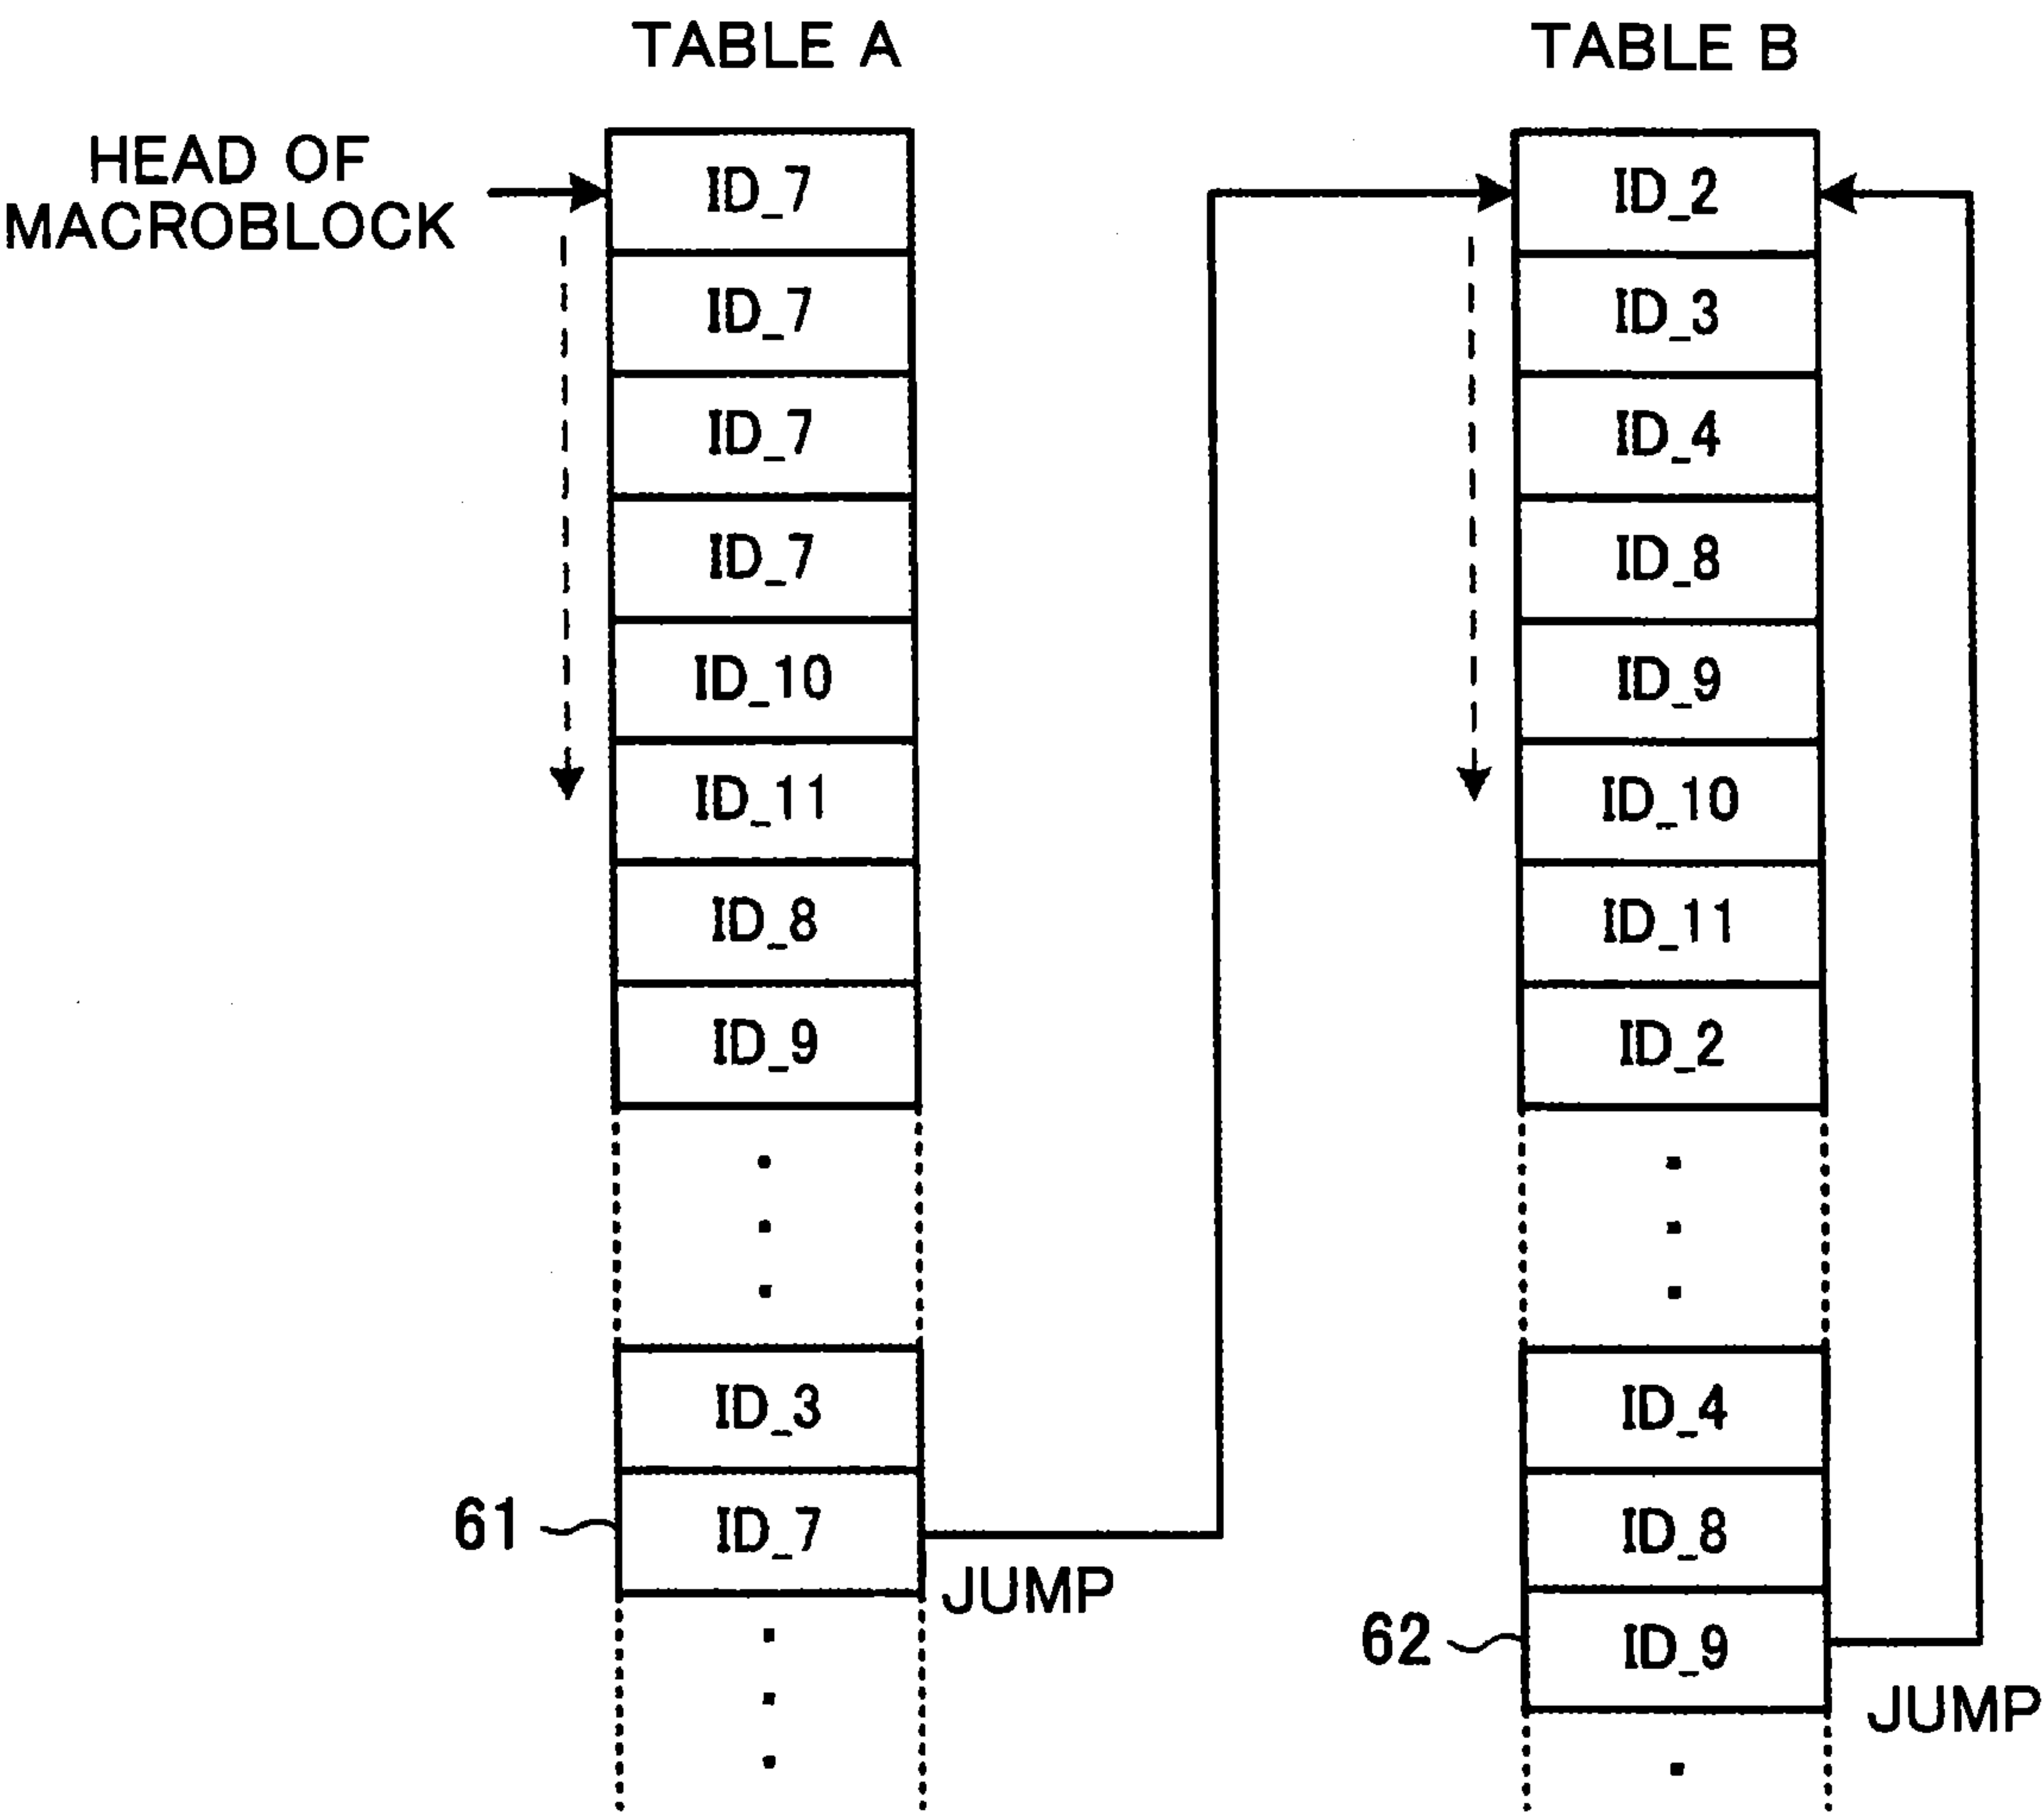 TABLE A
HEAD OF
MACROBLOCK
ID_7
ID_7
ID_7
ID_7
ID_10
ID_11
ID_8
ID_9
ID_3
61
ID_7
JUMP
TABLE B
ID_2
ID_3
ID_4
ID_8
ID_9
ID_10
ID_11
ID_2
ID_4
ID_8
62
ID_9
JUMP